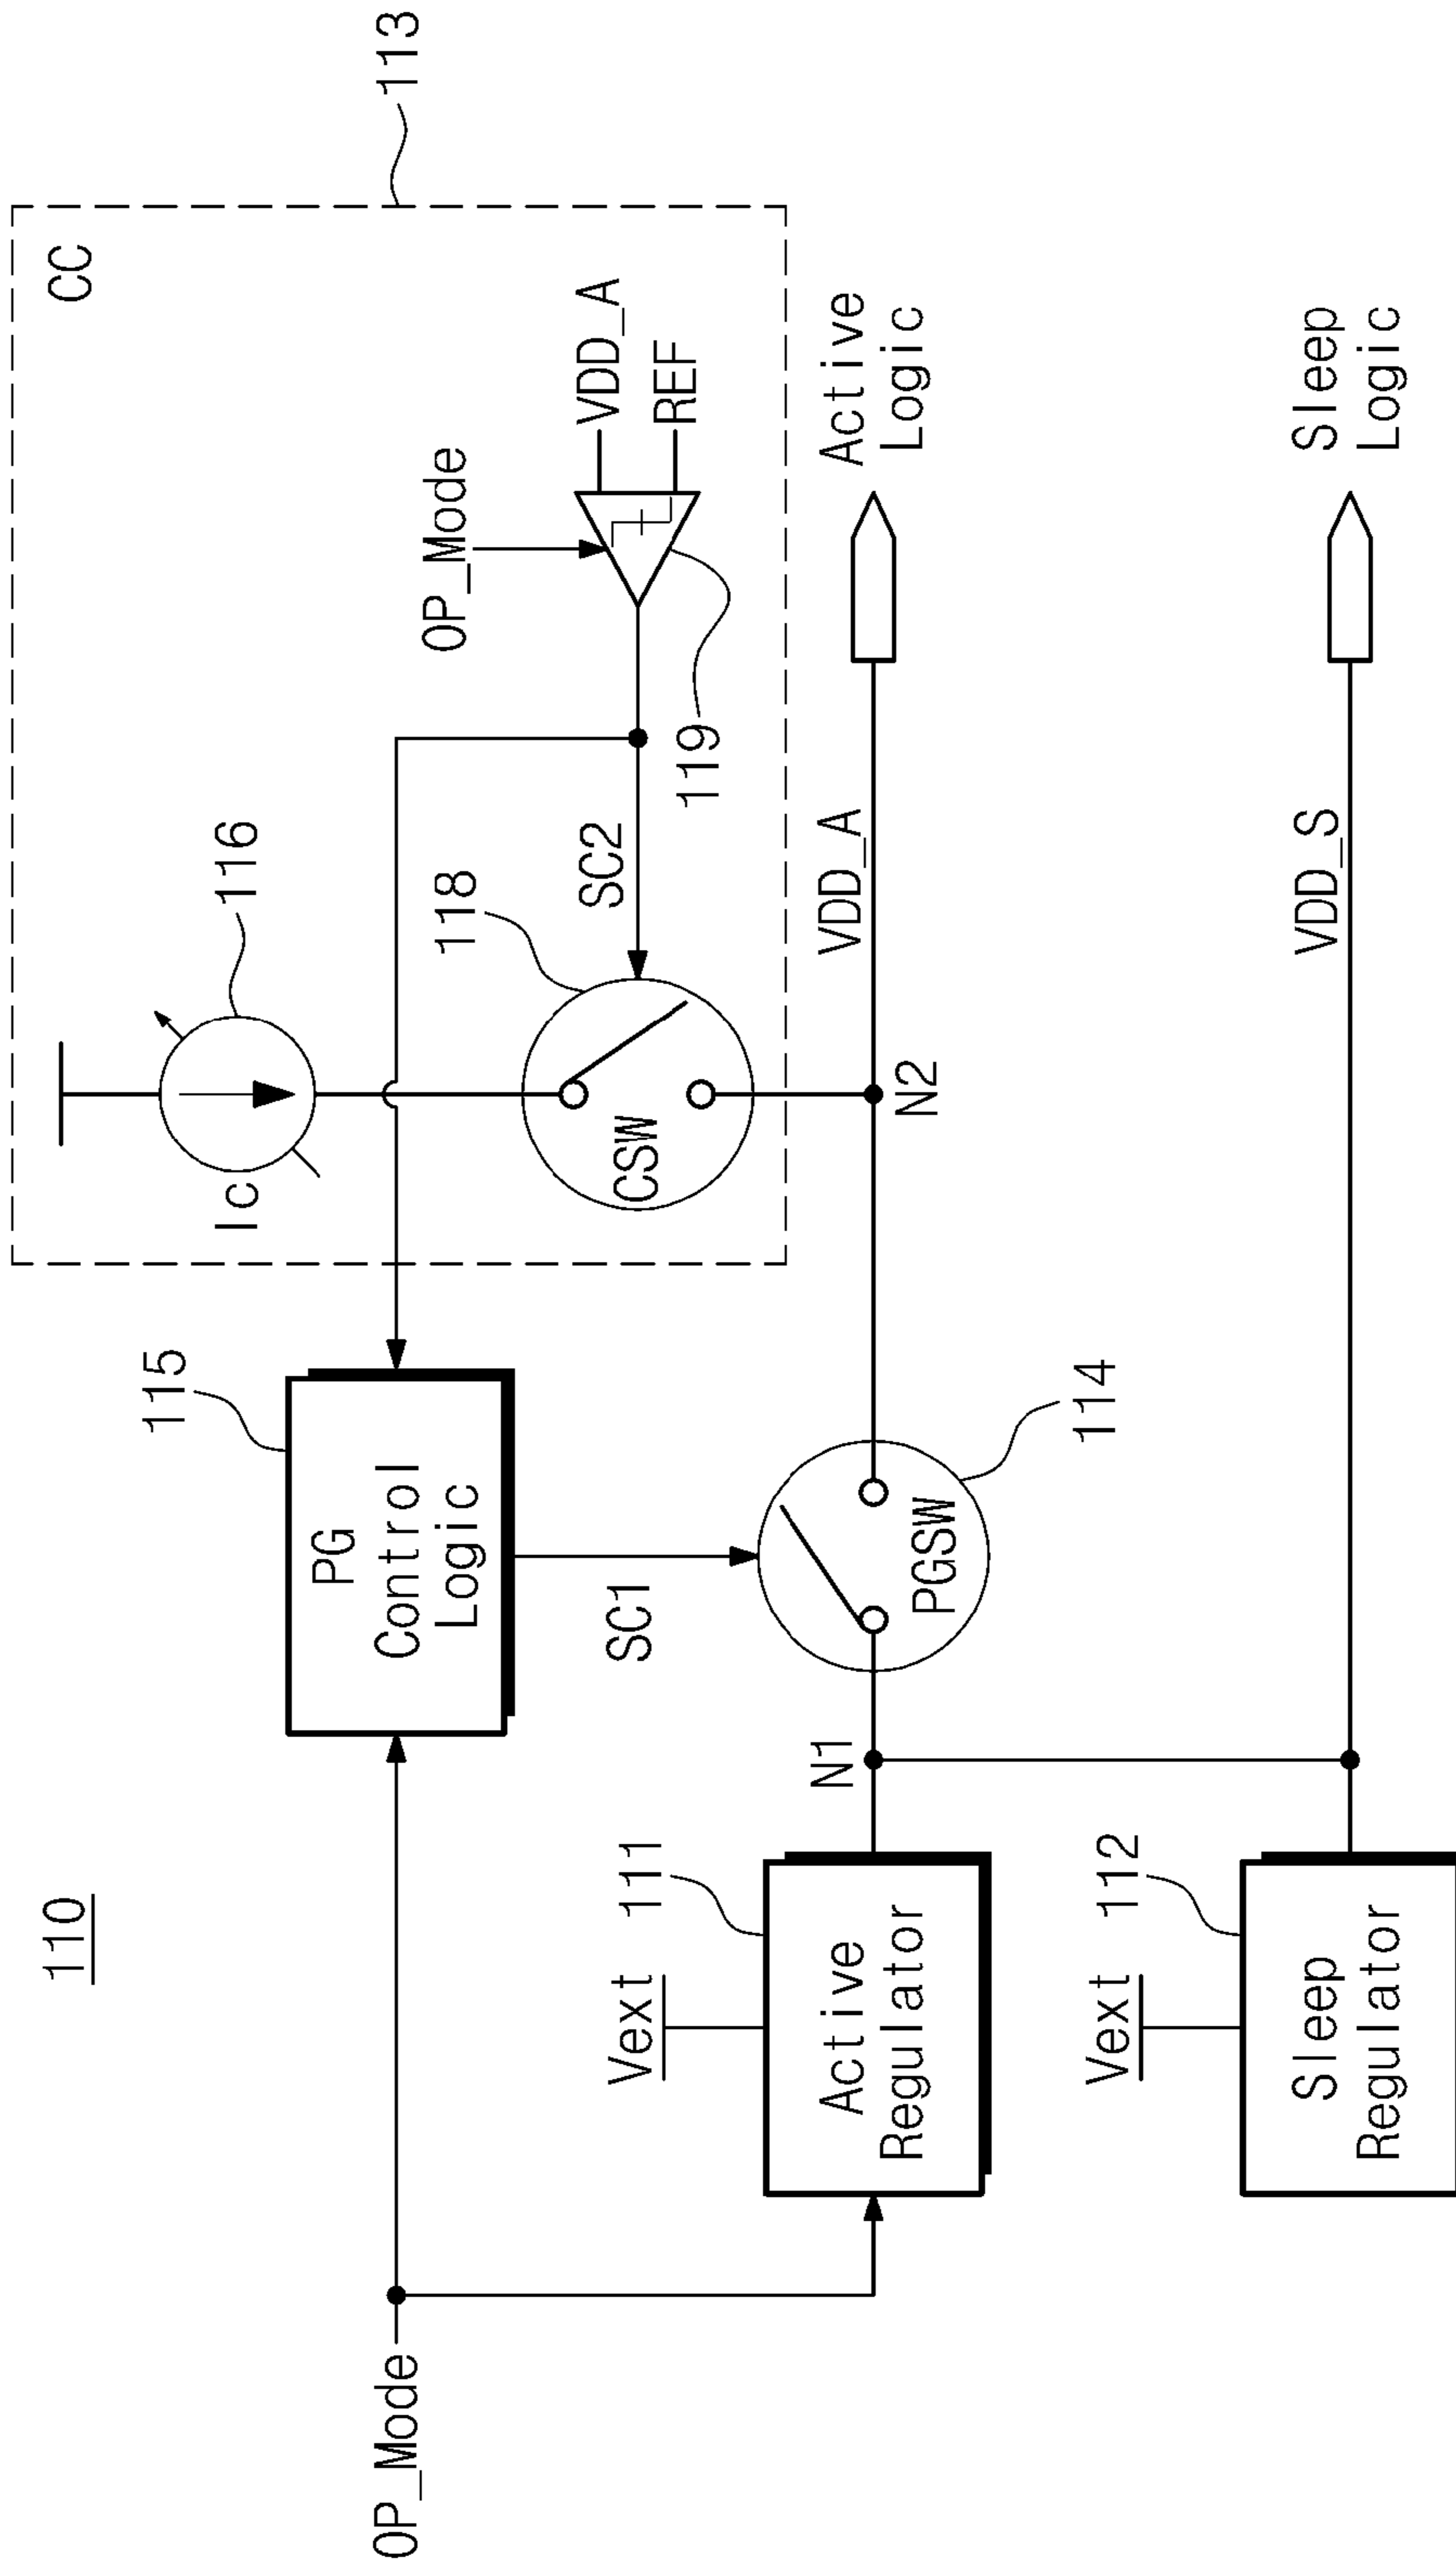 110
CC
113
116
Ic
115
PG
Control
Logic
OP_Mode
OP_Mode
118
SC2
CSW
VDD_A
REF
119
SC1
Vext
111
Active
Regulator
N1
PGSW
114
N2
VDD_A
Active
Logic
Vext
112
Sleep
Regulator
VDD_S
Sleep
Logic